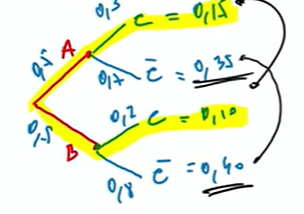 0,3
c = 0,15
A
0,5
0,7
c̄ = 0,35
0,5
0,2
c = 0,10
B
0,8
c̄ = 0,40